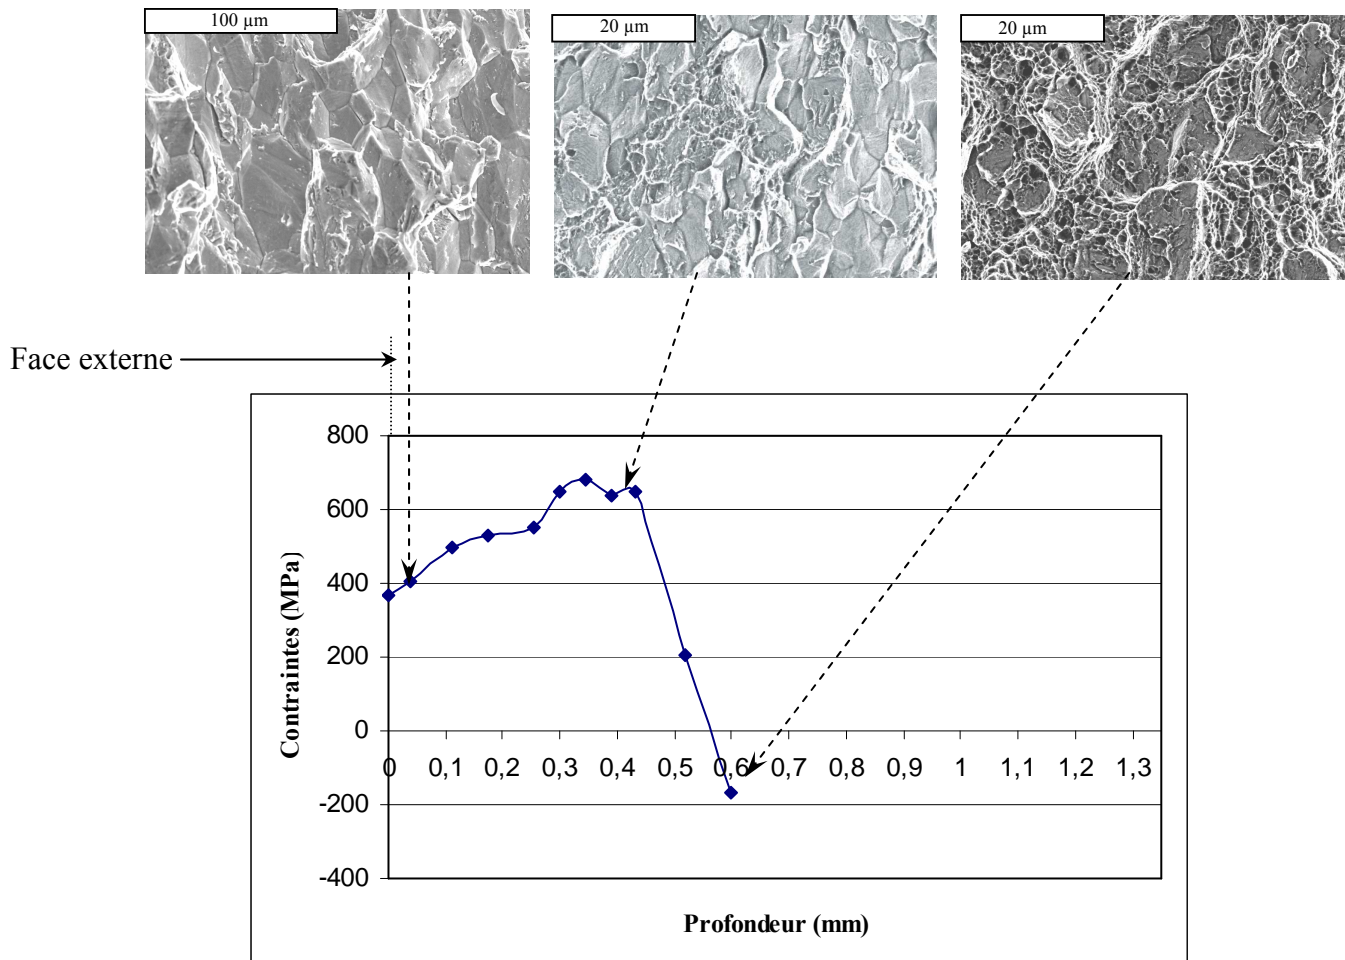 100 µm
20 µm
20 µm
Face externe
800
600
400
200
0
-200
-400
0 0,1 0,2 0,3 0,4 0,5 0,6 0,7 0,8 0,9 1 1,1 1,2 1,3
Contraintes (MPa)
Profondeur (mm)